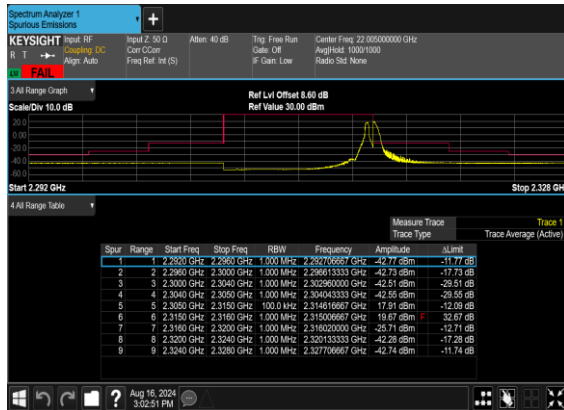 Spectrum Analyzer 1
Spurious Emissions
KEYSIGHT Input: RF Input Z: 50 Ω Atten: 40 dB Trig: Free Run Center Freq: 22.005000000 GHz
R T Coupling: DC Corr CCorr Gate: Off Avg|Hold: 1000/1000
Align: Auto Freq Ref: Int (S) IF Gain: Low Radio Std: None
FAIL
3 All Range Graph
Ref Lvl Offset 8.60 dB
Scale/Div 10.0 dB Ref Value 30.00 dBm
20.0
0.00
-20.0
-40.0
-60.0
Start 2.292 GHz Stop 2.328 GH
4 All Range Table
Measure Trace Trace 1
Trace Type Trace Average (Active)
Spur Range Start Freq Stop Freq RBW Frequency Amplitude ΔLimit
1 1 2.2920 GHz 2.2960 GHz 1.000 MHz 2.292706667 GHz -42.77 dBm -11.77 dB
2 2 2.2960 GHz 2.3000 GHz 1.000 MHz 2.296613333 GHz -42.73 dBm -17.73 dB
3 3 2.3000 GHz 2.3040 GHz 1.000 MHz 2.302960000 GHz -42.51 dBm -29.51 dB
4 4 2.3040 GHz 2.3050 GHz 1.000 MHz 2.304043333 GHz -42.55 dBm -29.55 dB
5 5 2.3050 GHz 2.3150 GHz 100.0 kHz 2.314616667 GHz 17.91 dBm -12.09 dB
6 6 2.3150 GHz 2.3160 GHz 1.000 MHz 2.315006667 GHz 19.67 dBm F 32.67 dB
7 7 2.3160 GHz 2.3200 GHz 1.000 MHz 2.316020000 GHz -25.71 dBm -12.71 dB
8 8 2.3200 GHz 2.3240 GHz 1.000 MHz 2.320133333 GHz -42.28 dBm -17.28 dB
9 9 2.3240 GHz 2.3280 GHz 1.000 MHz 2.327706667 GHz -42.74 dBm -11.74 dB
Aug 16, 2024
3:02:51 PM